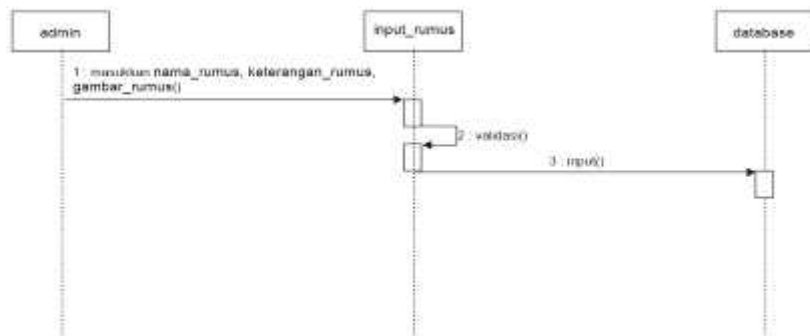 admin
input_rumus
database
1 : masukkan nama_rumus, keterangan_rumus,
gambar_rumus()
2 : validasi()
3 : input()